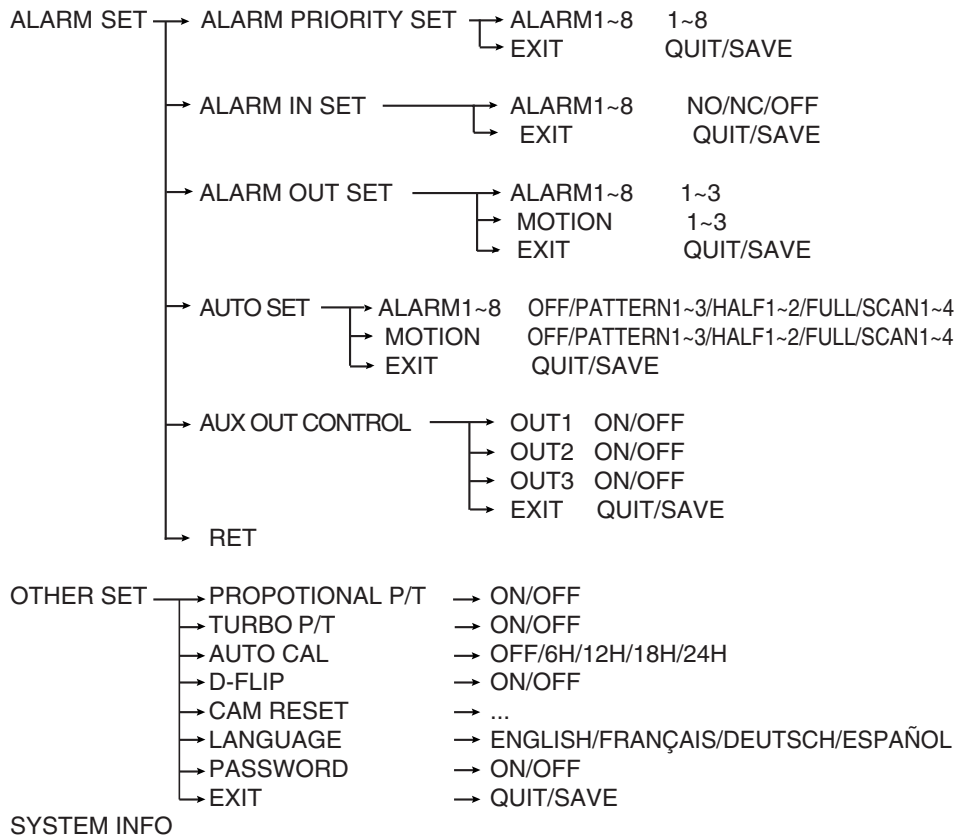 ALARM SET ALARM PRIORITY SET ALARM1~8 1~8
EXIT QUIT/SAVE
ALARM IN SET ALARM1~8 NO/NC/OFF
EXIT QUIT/SAVE
ALARM OUT SET ALARM1~8 1~3
MOTION 1~3
EXIT QUIT/SAVE
AUTO SET ALARM1~8 OFF/PATTERN1~3/HALF1~2/FULL/SCAN1~4
MOTION OFF/PATTERN1~3/HALF1~2/FULL/SCAN1~4
EXIT QUIT/SAVE
AUX OUT CONTROL OUT1 ON/OFF
OUT2 ON/OFF
OUT3 ON/OFF
EXIT QUIT/SAVE
RET
OTHER SET PROPOTIONAL P/T ON/OFF
TURBO P/T ON/OFF
AUTO CAL OFF/6H/12H/18H/24H
D-FLIP ON/OFF
CAM RESET ...
LANGUAGE ENGLISH/FRANÇAIS/DEUTSCH/ESPAÑOL
PASSWORD ON/OFF
EXIT QUIT/SAVE
SYSTEM INFO